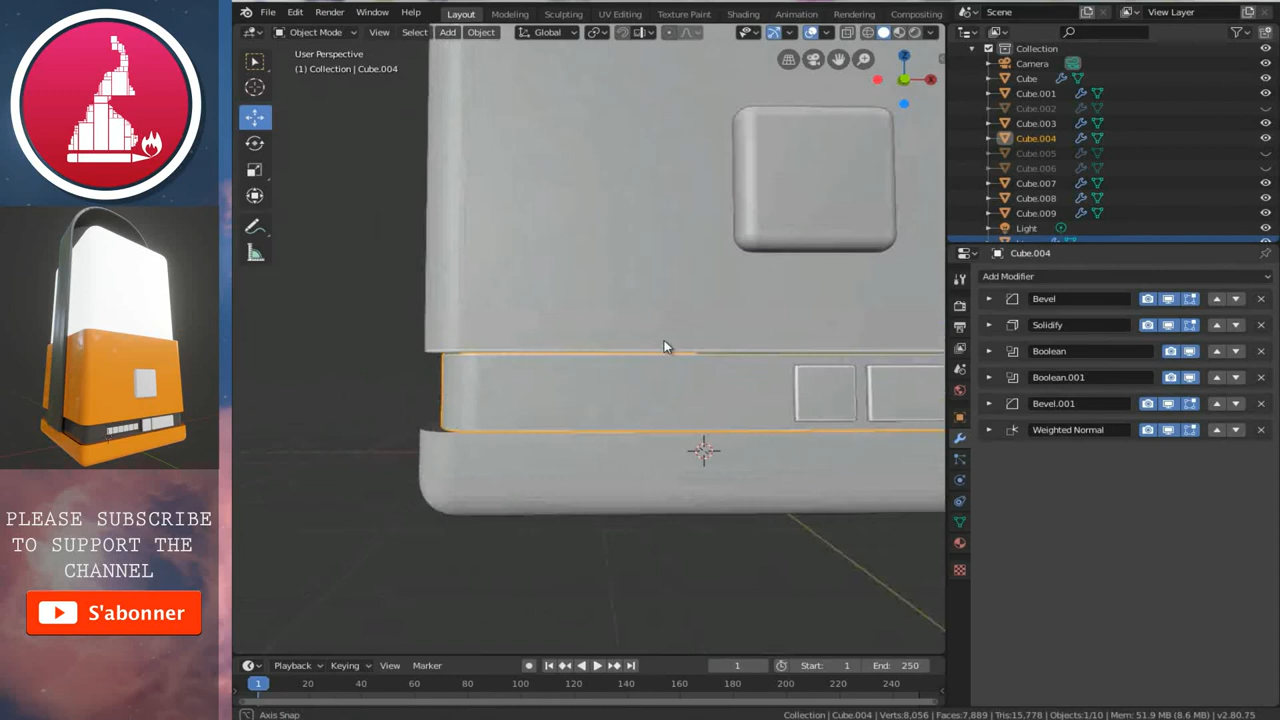 File Edit Render Window Help Layout Modeling Sculpting UV Editing Texture Paint Shading Animation Rendering Compositing Scene View Layer
Object Mode View Select Add Object Global
User Perspective
(1) Collection | Cube.004
Z
X
Collection
Camera
Cube
Cube.001
Cube.002
Cube.003
Cube.004
Cube.005
Cube.006
Cube.007
Cube.008
Cube.009
Light
Cube.004
Add Modifier
Bevel
Solidify
Boolean
Boolean.001
Bevel.001
Weighted Normal
PLEASE SUBSCRIBE
TO SUPPORT THE
CHANNEL
S'abonner
Playback Keying View Marker 1 Start: 1 End: 250
1 20 40 60 80 100 120 140 160 180 200 220 240
Axis Snap Collection | Cube.004 | Verts:8,056 | Faces:7,889 | Tris:15,778 | Objects:1/10 | Mem: 51.9 MB (8.6 MB) | v2.80.75